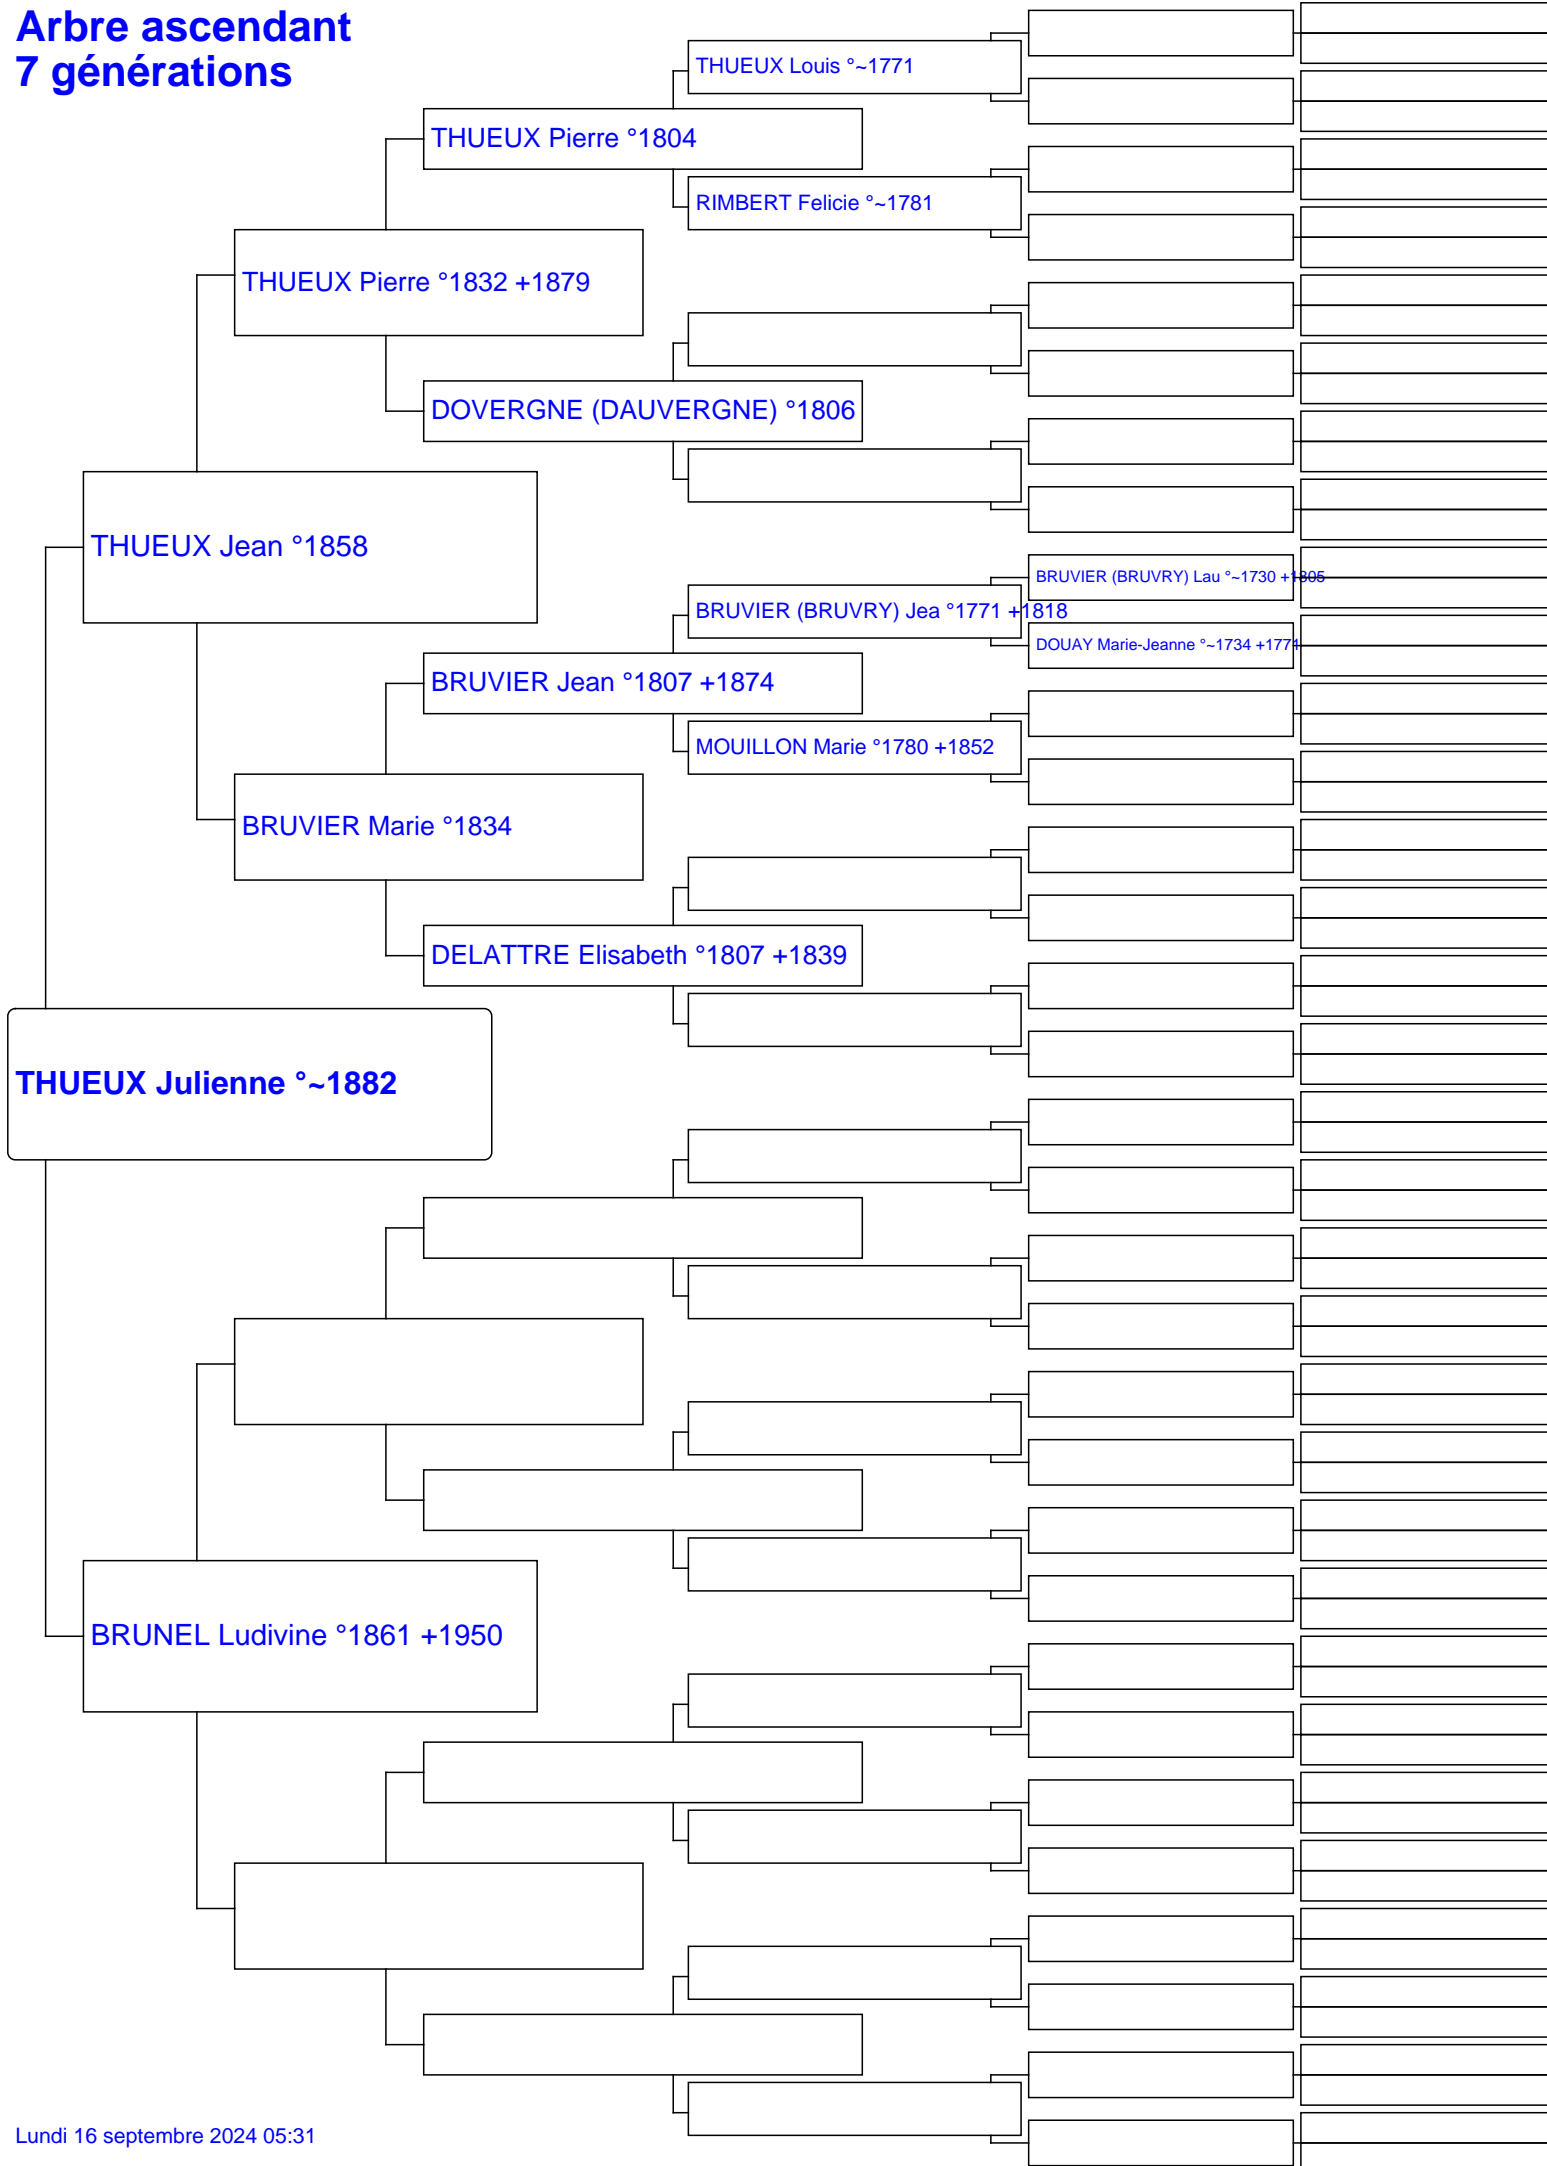 Arbre ascendant
7 générations
THUEUX Louis °~1771
THUEUX Pierre °1804
RIMBERT Felicie °~1781
THUEUX Pierre °1832 +1879
DOVERGNE (DAUVERGNE) °1806
THUEUX Jean °1858
BRUVIER (BRUVRY) Lau °~1730 +1805
BRUVIER (BRUVRY) Jea °1771 +1818
DOUAY Marie-Jeanne °~1734 +1771
BRUVIER Jean °1807 +1874
MOUILLON Marie °1780 +1852
BRUVIER Marie °1834
DELATTRE Elisabeth °1807 +1839
THUEUX Julienne °~1882
BRUNEL Ludivine °1861 +1950
Lundi 16 septembre 2024 05:31